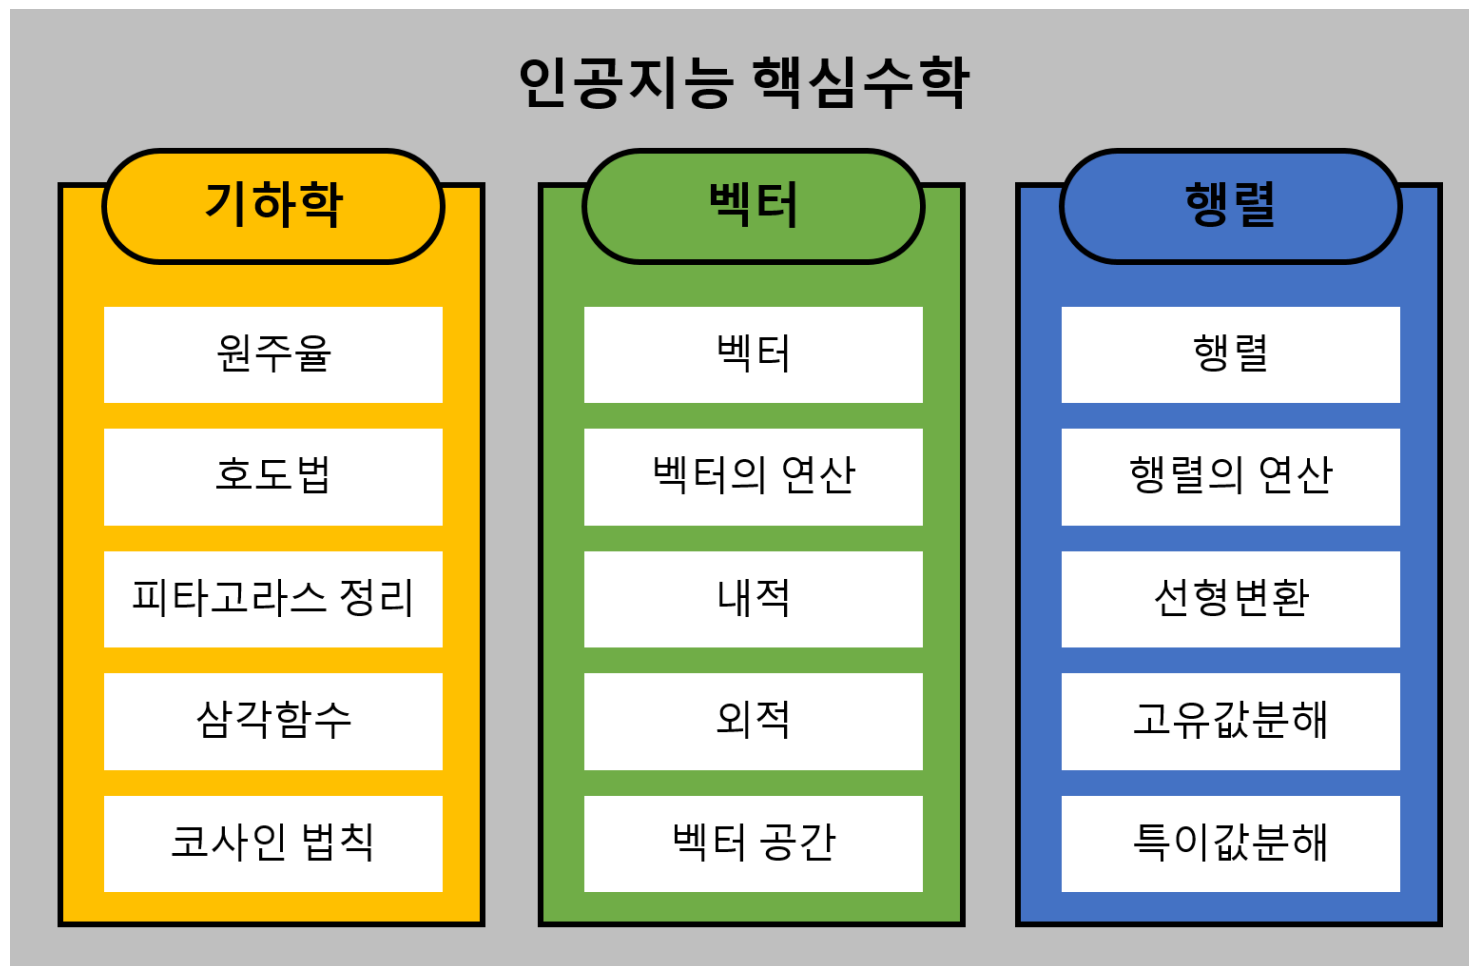 인공지능 핵심수학
기하학
원주율
호도법
피타고라스 정리
삼각함수
코사인 법칙
벡터
벡터
벡터의 연산
내적
외적
벡터 공간
행렬
행렬
행렬의 연산
선형변환
고유값분해
특이값분해